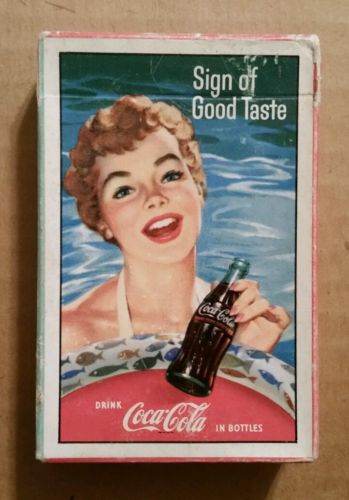 Sign of
Good Taste
Coca-Cola
DRINK Coca-Cola IN BOTTLES